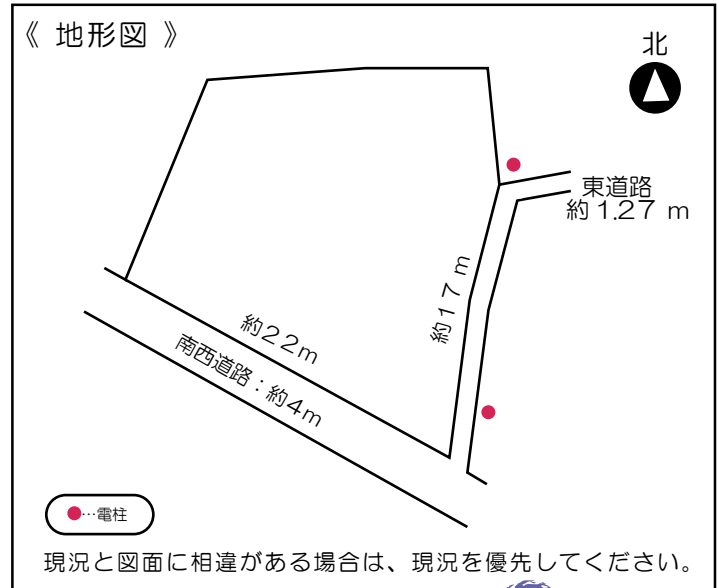 《 地形図 》
北
東道路
約1.27 m
約17 m
約22m
南西道路：約4m
●…電柱
現況と図面に相違がある場合は、現況を優先してください。